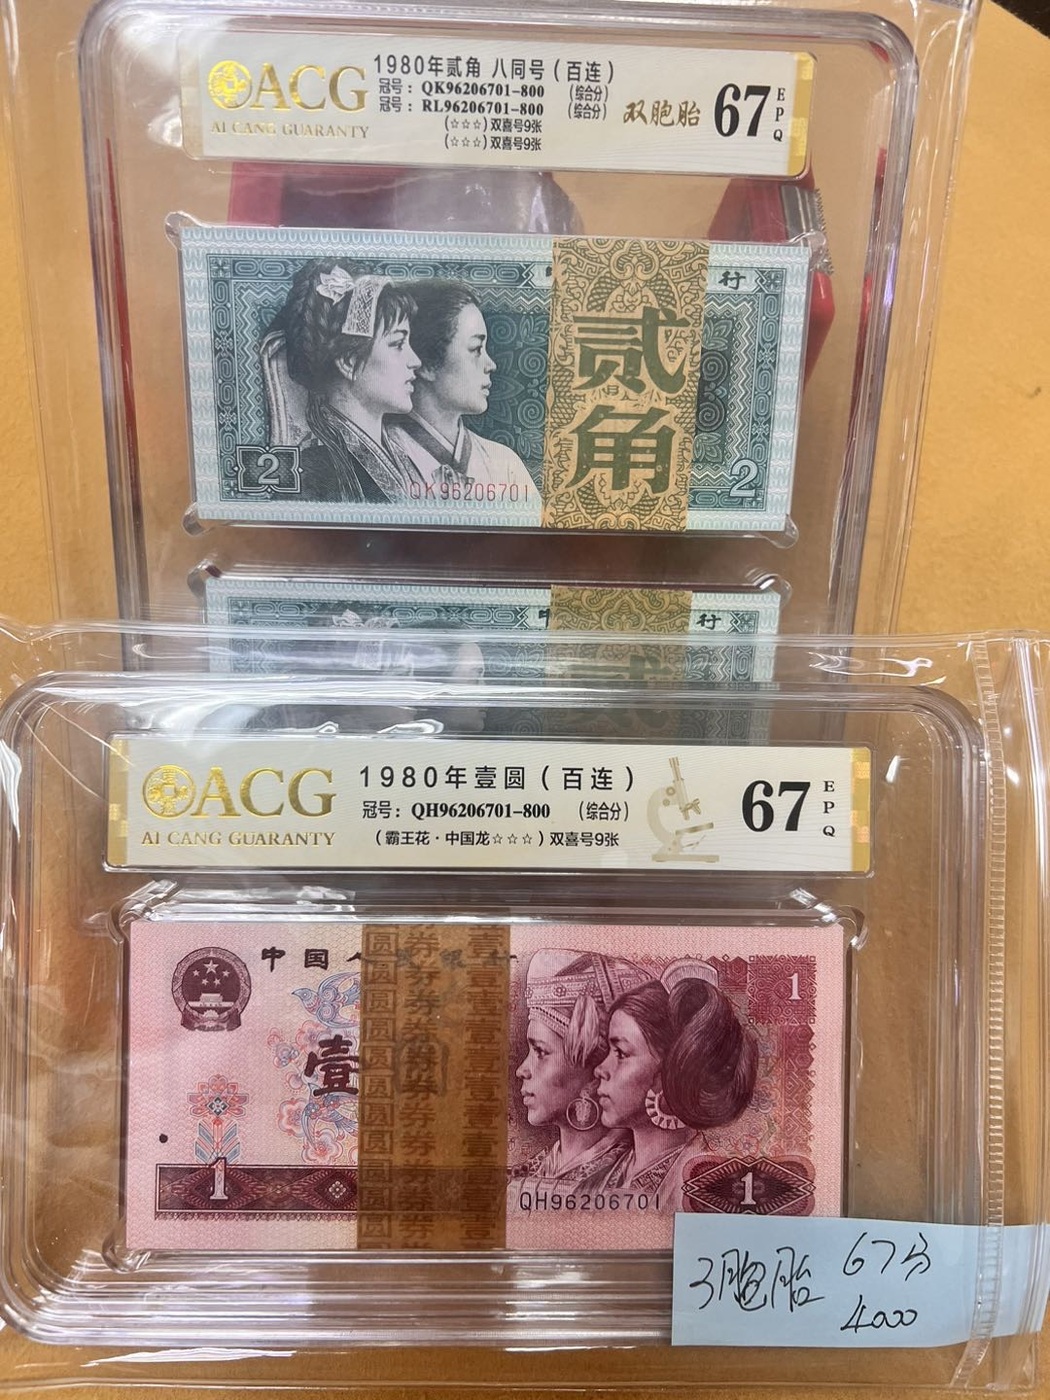 ACG
AI CANG GUARANTY
1980年贰角 八同号（百连）
冠号：QK96206701-800 （综合分）
冠号：RL96206701-800 （综合分）
（☆☆☆）双喜号9张
（☆☆☆）双喜号9张
双胞胎
67
EPQ
行
贰角
2
QK96206701
2
行
ACG
AI CANG GUARANTY
1980年壹圆（百连）
冠号：QH96206701-800 （综合分）
（霸王花·中国龙☆☆☆）双喜号9张
67
EPQ
中国人
银
1
壹
圆
券
壹
1
QH96206701
1
3胞胎 67分
4000